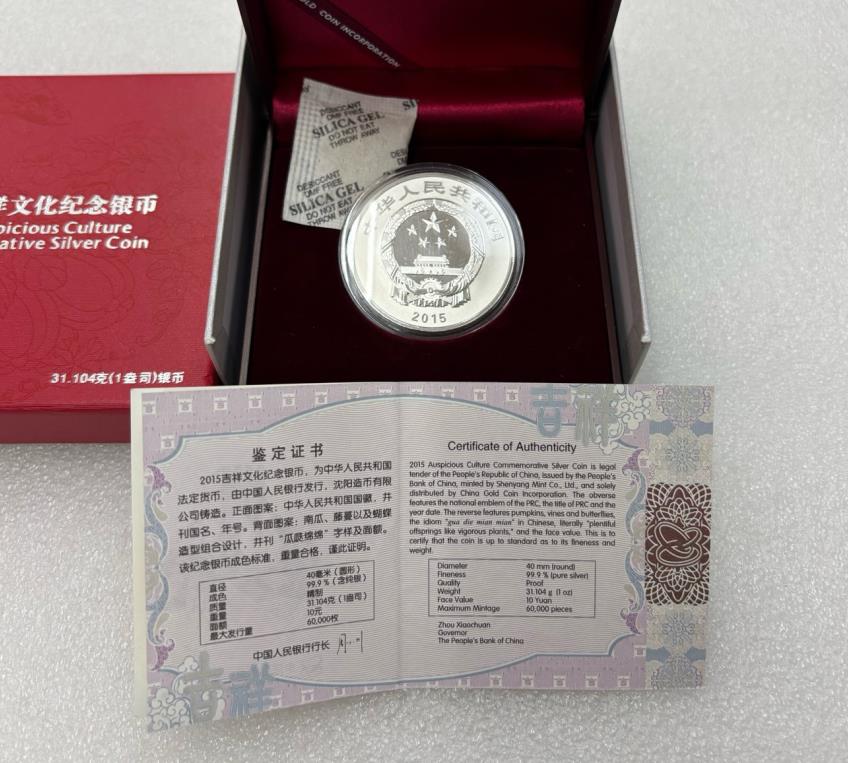 OLD COIN INCORPORATION
DESICCANT
DMF FREE
SILICA GEL
DO NOT EAT
THROW AWAY
SI
DESICCANT
DMF FREE
SILICA GEL
DO NOT EAT
THROW AWAY
DES
中华人民共和国
2015
祥文化纪念银币
picious Culture
rative Silver Coin
31.104克(1盎司)银币
吉祥
鉴定证书
2015吉祥文化纪念银币，为中华人民共和国
法定货币，由中国人民银行发行，沈阳造币有限
公司铸造。正面图案：中华人民共和国国徽，并
刊国名、年号。背面图案：南瓜、藤蔓以及蝴蝶
造型组合设计，并刊“瓜瓞绵绵”字样及面额。
该纪念银币成色标准，重量合格，谨此证明。
直径 40毫米（圆形）
成色 99.9%（含纯银）
质量 精制
重量 31.104克（1盎司）
面额 10元
最大发行量 60,000枚
中国人民银行行长
吉祥
Certificate of Authenticity
2015 Auspicious Culture Commemorative Silver Coin is legal
tender of the People's Republic of China, issued by the People's
Bank of China, minted by Shenyang Mint Co., Ltd., and solely
distributed by China Gold Coin Incorporation. The obverse
features the national emblem of the PRC, the title of PRC and the
year date. The reverse features pumpkins, vines and butterflies,
the idiom "gua die mian mian" in Chinese, literally "plentiful
offsprings like vigorous plants," and the face value. This is to
certify that the coin is up to standard as to its fineness and
weight.
Diameter 40 mm (round)
Fineness 99.9 % (pure silver)
Quality Proof
Weight 31.104 g (1 oz)
Face Value 10 Yuan
Maximum Mintage 60,000 pieces
Zhou Xiaochuan
Governor
The People's Bank of China